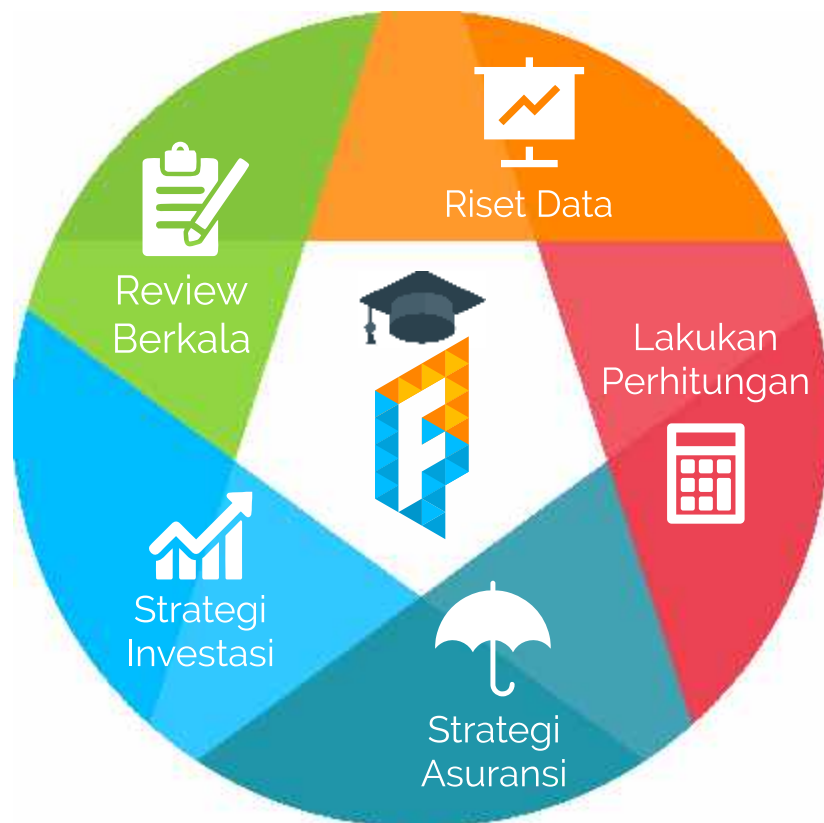 Riset Data
Lakukan
Perhitungan
Strategi
Asuransi
Strategi
Investasi
Review
Berkala